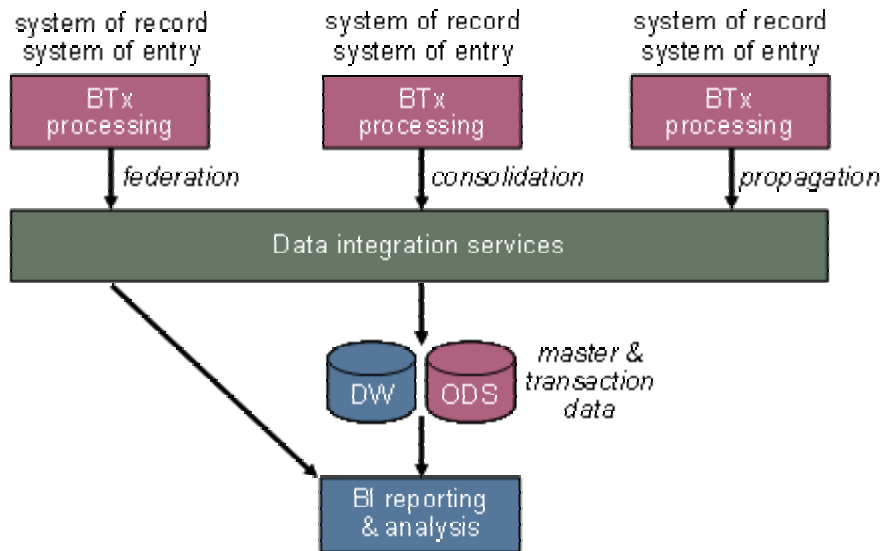 system of record
system of entry
system of record
system of entry
system of record
system of entry
BTx
processing
BTx
processing
BTx
processing
federation
consolidation
propagation
Data integration services
DW
ODS
master &
transaction
data
BI reporting
& analysis